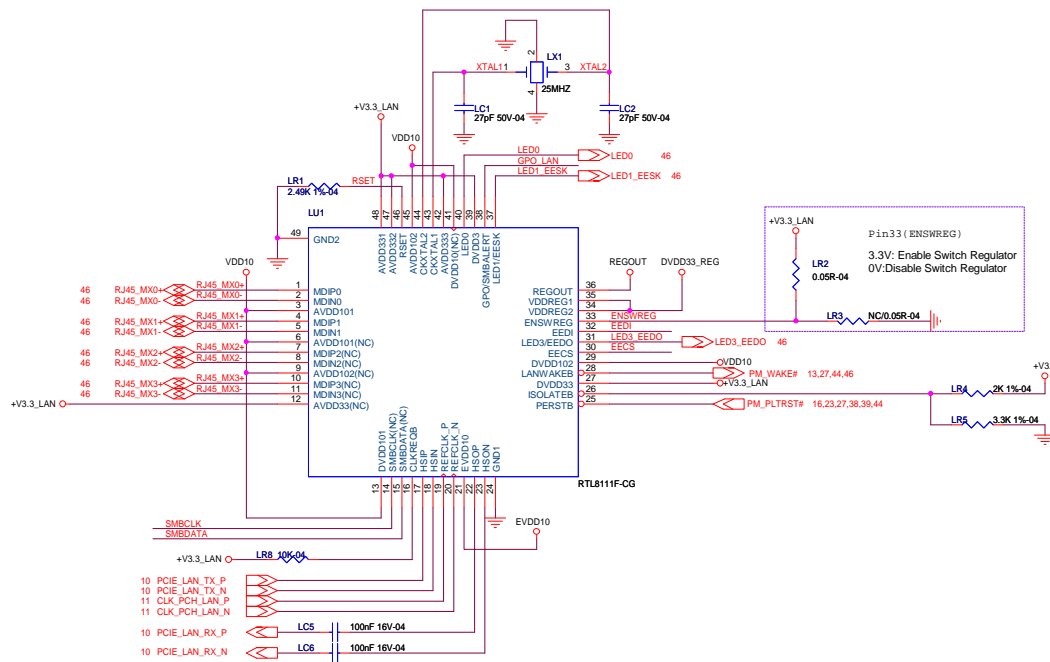 LX1
2
XTAL1
1
3
XTAL2
4
25MHZ
LC1
27pF 50V-04
LC2
27pF 50V-04
+V3.3_LAN
VDD10
LED0
LED0 46
GPO_LAN
LED1_EESK
LED1_EESK 46
LR1
RSET
2.49K 1%-04
LU1
48
47
46
45
44
43
42
41
40
39
38
37
AVDD331
AVDD332
RSET
AVDD102
CKXTAL2
CKXTAL1
AVDD333
DVDD10(NC)
LED0
DVDD3
GPO/SMBALERT
LED1/EESK
49
GND2
VDD10
46 RJ45_MX0+ RJ45_MX0+ 1 MDIP0
46 RJ45_MX0- RJ45_MX0- 2 MDIN0
3 AVDD101
46 RJ45_MX1+ RJ45_MX1+ 4 MDIP1
46 RJ45_MX1- RJ45_MX1- 5 MDIN1
6 AVDD101(NC)
46 RJ45_MX2+ RJ45_MX2+ 7 MDIP2(NC)
46 RJ45_MX2- RJ45_MX2- 8 MDIN2(NC)
9 AVDD102(NC)
46 RJ45_MX3+ RJ45_MX3+ 10 MDIP3(NC)
46 RJ45_MX3- RJ45_MX3- 11 MDIN3(NC)
+V3.3_LAN 12 AVDD33(NC)
REGOUT
DVDD33_REG
REGOUT 36
VDDREG1 35
VDDREG2 34
ENSWREG 33 ENSWREG
EEDI 32 EEDI
LED3/EEDO 31 LED3_EEDO LED3_EEDO 46
EECS 30 EECS
DVDD102 29 VDD10
LANWAKEB 28 PM_WAKE# 13,27,44,46
DVDD33 27 +V3.3_LAN
ISOLATEB 26
PERSTB 25 PM_PLTRST# 16,23,27,38,39,44
+V3.3_LAN
Pin33(ENSWREG)
3.3V: Enable Switch Regulator
0V:Disable Switch Regulator
LR2
0.05R-04
LR3
NC/0.05R-04
+V3
LR4 2K 1%-04
LR5 3.3K 1%-04
RTL8111F-CG
DVDD101
SMBCLK(NC)
SMBDATA(NC)
CLKREQB
HSIP
HSIN
REFCLK_P
REFCLK_N
EVDD10
HSOP
HSON
GND1
13
14
15
16
17
18
19
20
21
22
23
24
SMBCLK
SMBDATA
EVDD10
+V3.3_LAN
LR8 10K-04
10 PCIE_LAN_TX_P
10 PCIE_LAN_TX_N
11 CLK_PCH_LAN_P
11 CLK_PCH_LAN_N
10 PCIE_LAN_RX_P LC5 100nF 16V-04
10 PCIE_LAN_RX_N LC6 100nF 16V-04